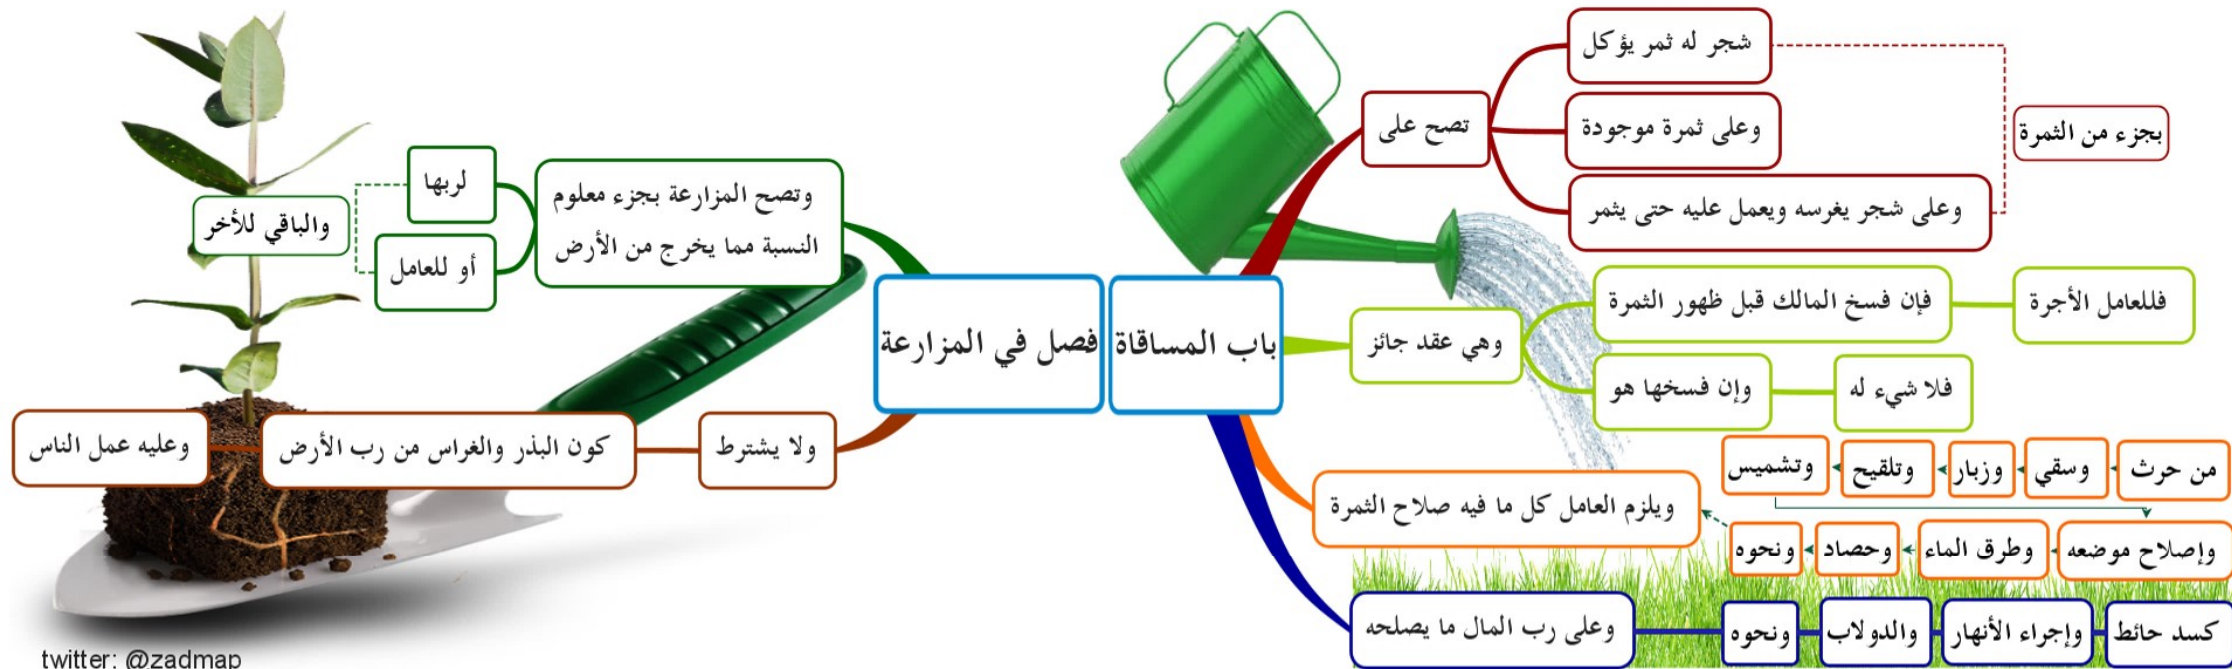 باب المساقاة
تصح على
شجر له ثمر يؤكل
وعلى ثمرة موجودة
وعلى شجر يغرسه ويعمل عليه حتى يثمر
بجزء من الثمرة
وهي عقد جائز
فإن فسخ المالك قبل ظهور الثمرة
فللعامل الأجرة
وإن فسخها هو
فلا شيء له
ويلزم العامل كل ما فيه صلاح الثمرة
من حرث
وسقي
وزبار
وتلقيح
وتشميس
وإصلاح موضعه
وطرق الماء
وحصاد
ونحوه
وعلى رب المال ما يصلحه
كسد حائط
وإجراء الأنهار
والدولاب
ونحوه
فصل في المزارعة
وتصح المزارعة بجزء معلوم
النسبة مما يخرج من الأرض
لربها
أو للعامل
والباقي للأخر
ولا يشترط
كون البذر والغراس من رب الأرض
وعليه عمل الناس
twitter: @zadmap